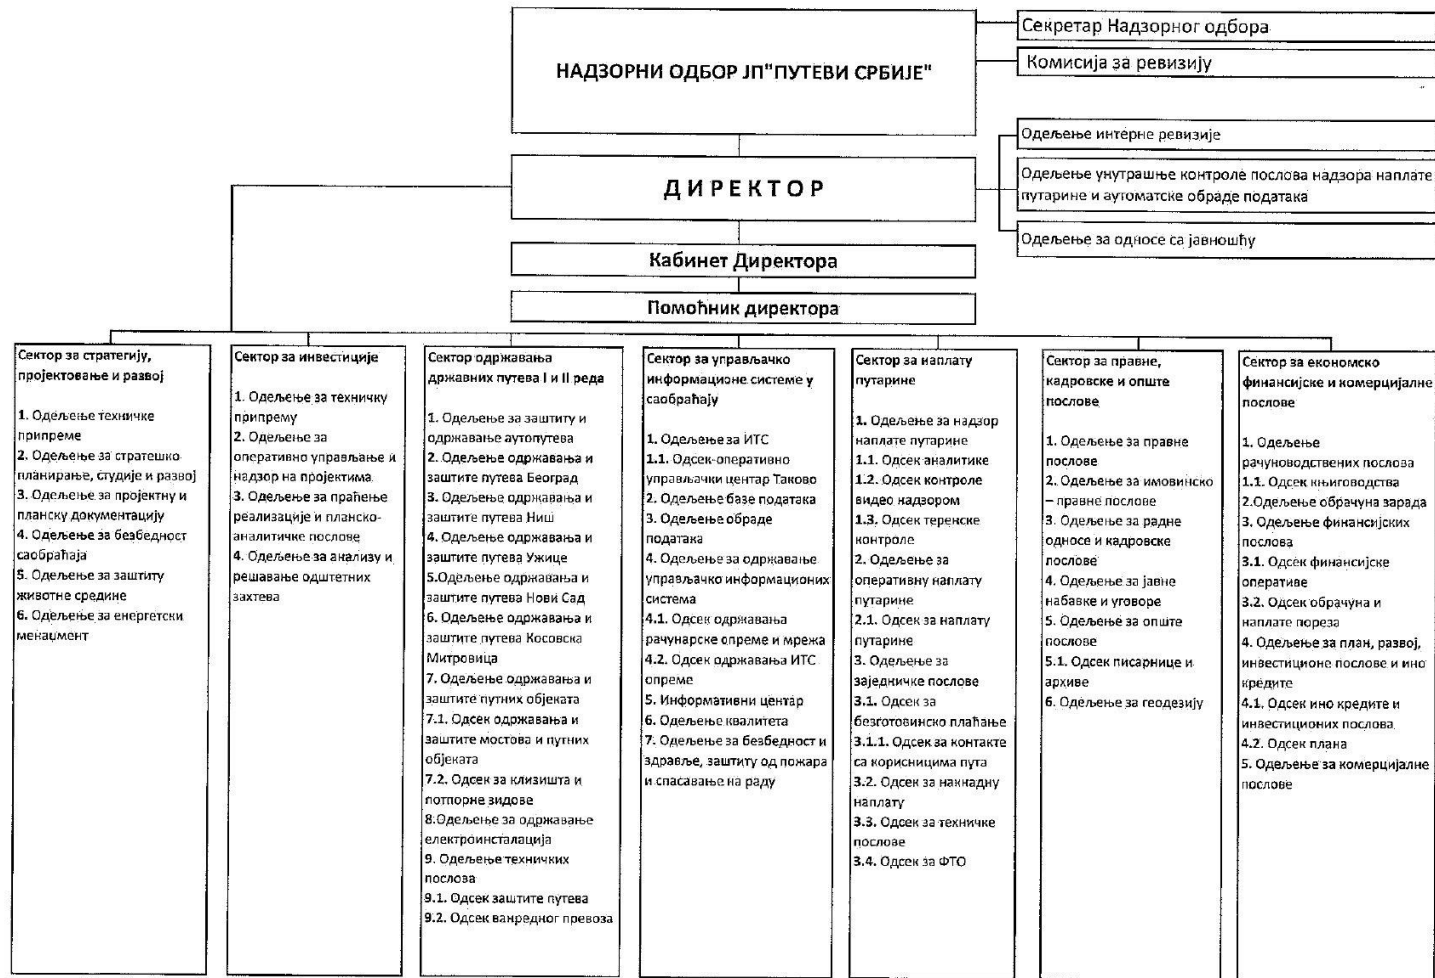 НАДЗОРНИ ОДБОР ЈП"ПУТЕВИ СРБИЈЕ"
Секретар Надзорног одбора
Комисија за ревизију
Одељење интерне ревизије
Одељење унутрашње контроле послова надзора наплате
путарине и аутоматске обраде података
Одељење за односе са јавношћу
ДИРЕКТОР
Кабинет Директора
Помоћник директора
Сектор за стратегију,
пројектовање и развој
1. Одељење техничке
припреме
2. Одељење за стратешко
планирање, студије и развој
3. Одељење за пројектну и
планску документацију
4. Одељење за безбедност
саобраћаја
5. Одељење за заштиту
животне средине
6. Одељење за енергетски
менаџмент
Сектор за инвестиције
1. Одељење за техничку
припрему
2. Одељење за
оперативно управљање и
надзор на пројектима
3. Одељење за праћење
реализације и планско-
аналитичке послове
4. Одељење за анализу и
решавање одштетних
захтева
Сектор одржавања
државних путева I и II реда
1. Одељење за заштиту и
одржавање аутопутева
2. Одељење одржавања и
заштите путева Београд
3. Одељење одржавања и
заштите путева Ниш
4. Одељење одржавања и
заштите путева Ужице
5.Одељење одржавања и
заштите путева Нови Сад
6. Одељење одржавања и
заштите путева Косовска
Митровица
7. Одељење одржавања и
заштите путних објеката
7.1. Одсек одржавања и
заштите мостова и путних
објеката
7.2. Одсек за клизишта и
потпорне зидове
8.Одељење за одржавање
електроинсталација
9. Одељење техничких
послова
9.1. Одсек заштите путева
9.2. Одсек ванредног превоза
Сектор за управљачко
информационе системе у
саобраћају
1. Одељење за ИТС
1.1. Одсек-оперативно
управљачки центар Таково
2. Одељење базе података
3. Одељење обраде
података
4. Одељење за одржавање
управљачко информационих
система
4.1. Одсек одржавања
рачунарске опреме и мрежа
4.2. Одсек одржавања ИТС
опреме
5. Информативни центар
6. Одељење квалитета
7. Одељење за безбедност и
здравље, заштиту од пожара
и спасавање на раду
Сектор за наплату
путарине
1. Одељење за надзор
наплате путарине
1.1. Одсек аналитике
1.2. Одсек контроле
видео надзором
1.3. Одсек теренске
контроле
2. Одељење за
оперативну наплату
путарине
2.1. Одсек за наплату
путарине
3. Одељење за
заједничке послове
3.1. Одсек за
безготовинско плаћање
3.1.1. Одсек за контакте
са корисницима пута
3.2. Одсек за накнадну
наплату
3.3. Одсек за техничке
послове
3.4. Одсек за ФТО
Сектор за правне,
кадровске и опште
послове
1. Одељење за правне
послове
2. Одељење за имовинско
– правне послове
3. Одељење за радне
односе и кадровске
послове
4. Одељење за јавне
набавке и уговоре
5. Одељење за опште
послове
5.1. Одсек писарнице и
архиве
6. Одељење за геодезију
Сектор за економско
финансијске и комерцијалне
послове
1. Одељење
рачуноводствених послова
1.1. Одсек књиговодства
2.Одељење обрачуна зарада
3. Одељење финансијских
послова
3.1. Одсек финансијске
оперативе
3.2. Одсек обрачуна и
наплате пореза
4. Одељење за план, развој,
инвестиционе послове и ино
кредите
4.1. Одсек ино кредите и
инвестиционих послова
4.2. Одсек плана
5. Одељење за комерцијалне
послове